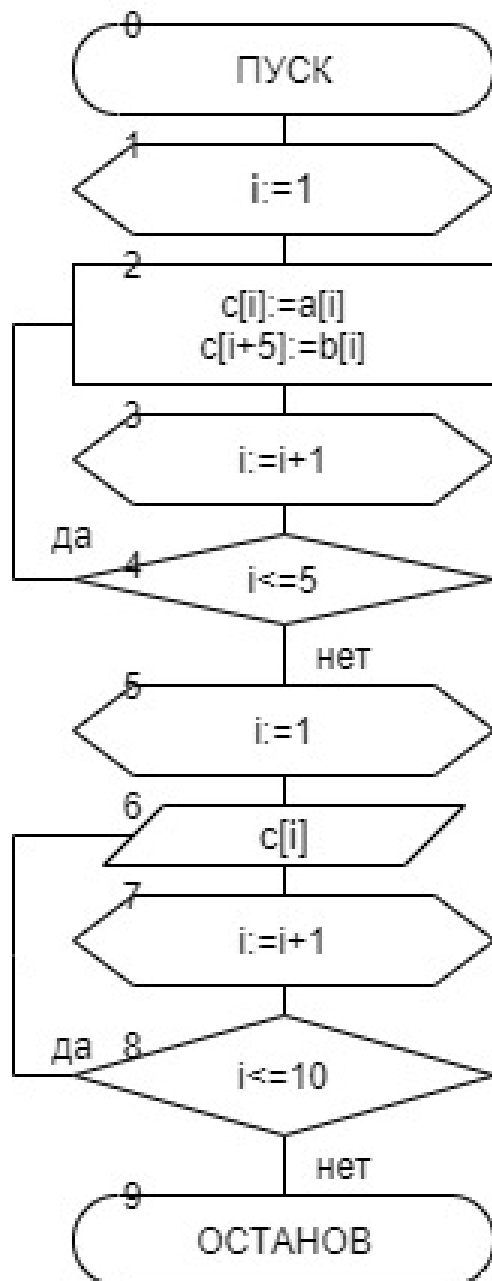 0
ПУСК
1
i:=1
2
c[i]:=a[i]
c[i+5]:=b[i]
3
i:=i+1
да
4
i<=5
нет
5
i:=1
6
c[i]
7
i:=i+1
да
8
i<=10
нет
9
ОСТАНОВ